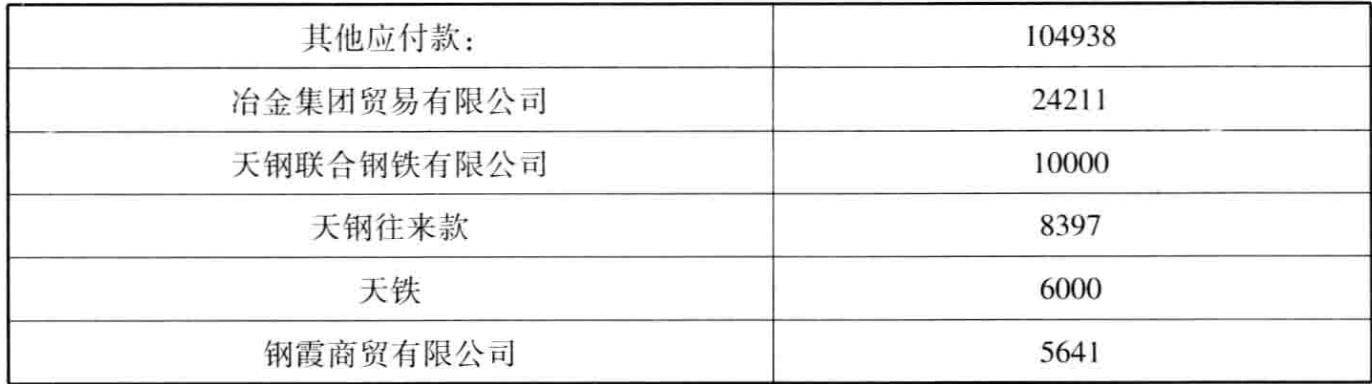 其他应付款： 104938
冶金集团贸易有限公司 24211
天钢联合钢铁有限公司 10000
天钢往来款 8397
天铁 6000
钢霞商贸有限公司 5641